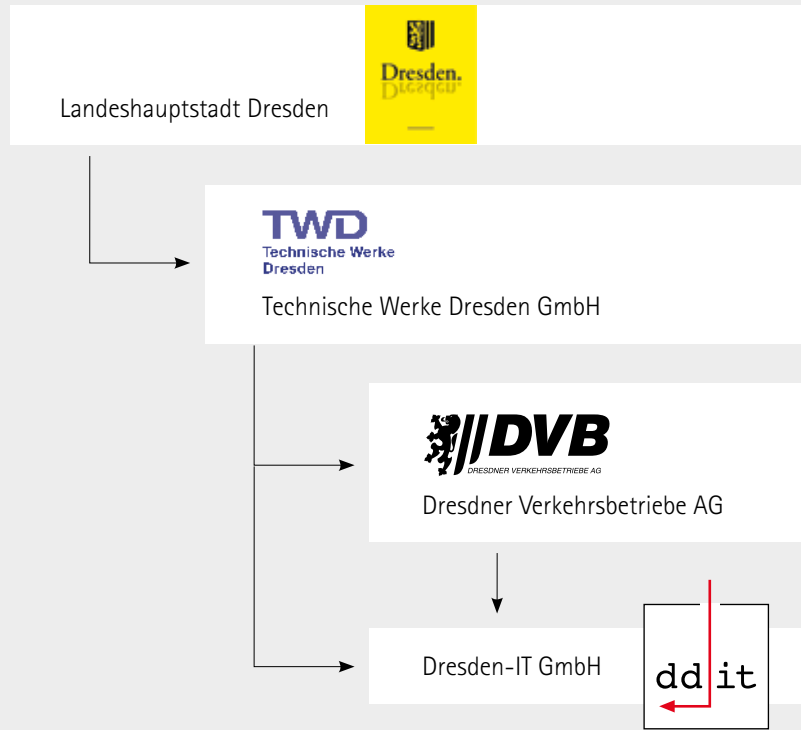 Dresden.
Dresden.
Landeshauptstadt Dresden
TWD
Technische Werke
Dresden
Technische Werke Dresden GmbH
DVB
DRESDNER VERKEHRSBETRIEBE AG
Dresdner Verkehrsbetriebe AG
Dresden-IT GmbH
dd it